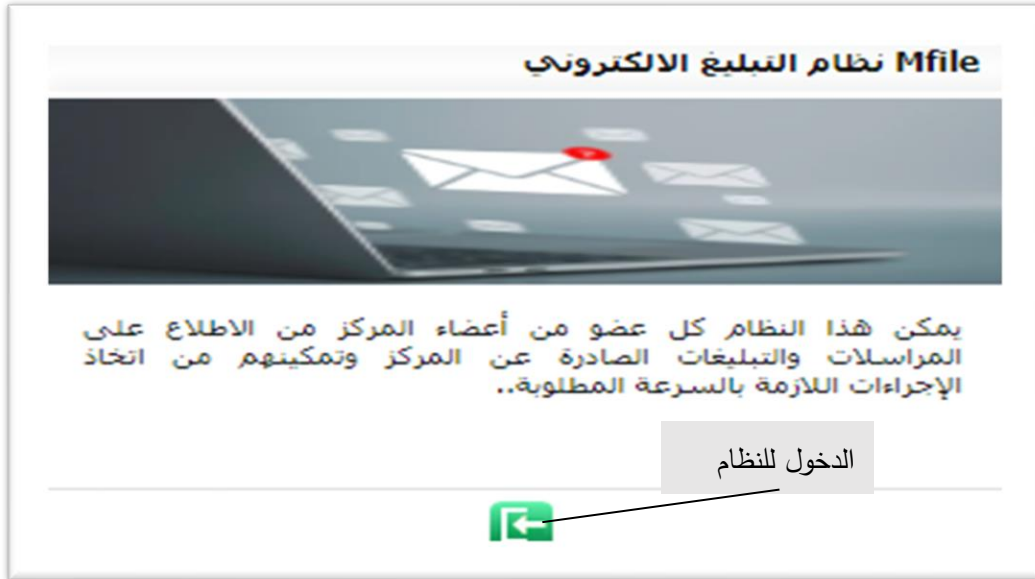 Mfile نظام التبليغ الالكتروني
يمكن هذا النظام كل عضو من أعضاء المركز من الاطلاع على
المراسلات والتبليغات الصادرة عن المركز وتمكينهم من اتخاذ
الإجراءات اللازمة بالسرعة المطلوبة..
الدخول للنظام